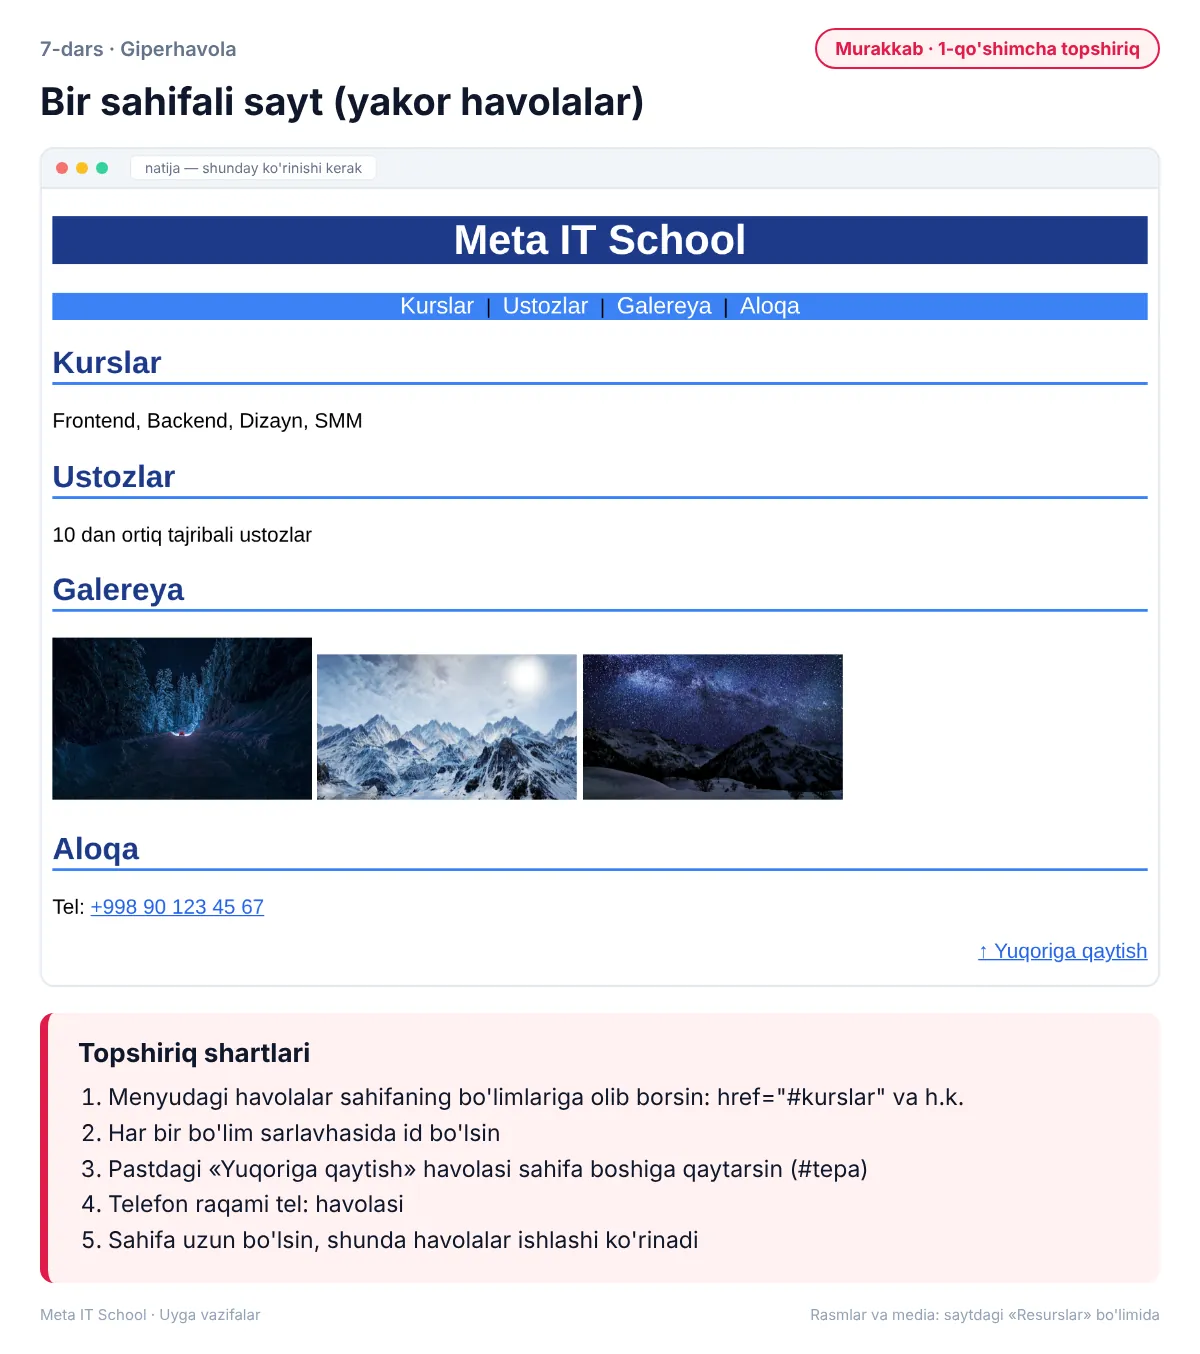 7-dars · Giperhavola
Murakkab · 1-qo'shimcha topshiriq
Bir sahifali sayt (yakor havolalar)
natija — shunday ko'rinishi kerak
Meta IT School
Kurslar | Ustozlar | Galereya | Aloqa
Kurslar
Frontend, Backend, Dizayn, SMM
Ustozlar
10 dan ortiq tajribali ustozlar
Galereya
Aloqa
Tel: +998 90 123 45 67
↑ Yuqoriga qaytish
Topshiriq shartlari
1. Menyudagi havolalar sahifaning bo'limlariga olib borsin: href="#kurslar" va h.k.
2. Har bir bo'lim sarlavhasida id bo'lsin
3. Pastdagi «Yuqoriga qaytish» havolasi sahifa boshiga qaytarsin (#tepa)
4. Telefon raqami tel: havolasi
5. Sahifa uzun bo'lsin, shunda havolalar ishlashi ko'rinadi
Meta IT School · Uyga vazifalar
Rasmlar va media: saytdagi «Resurslar» bo'limida